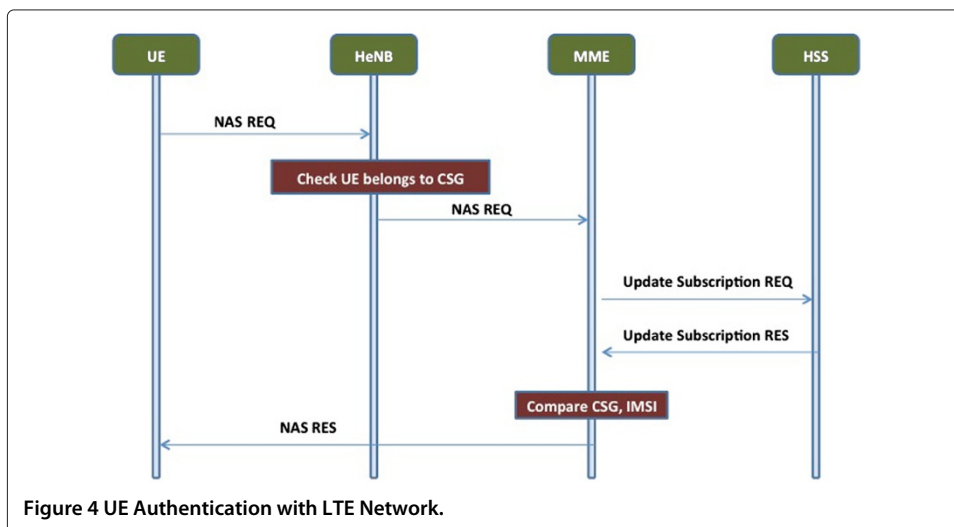 UE
HeNB
MME
HSS
NAS REQ
Check UE belongs to CSG
NAS REQ
Update Subscription REQ
Update Subscription RES
Compare CSG, IMSI
NAS RES
Figure 4 UE Authentication with LTE Network.